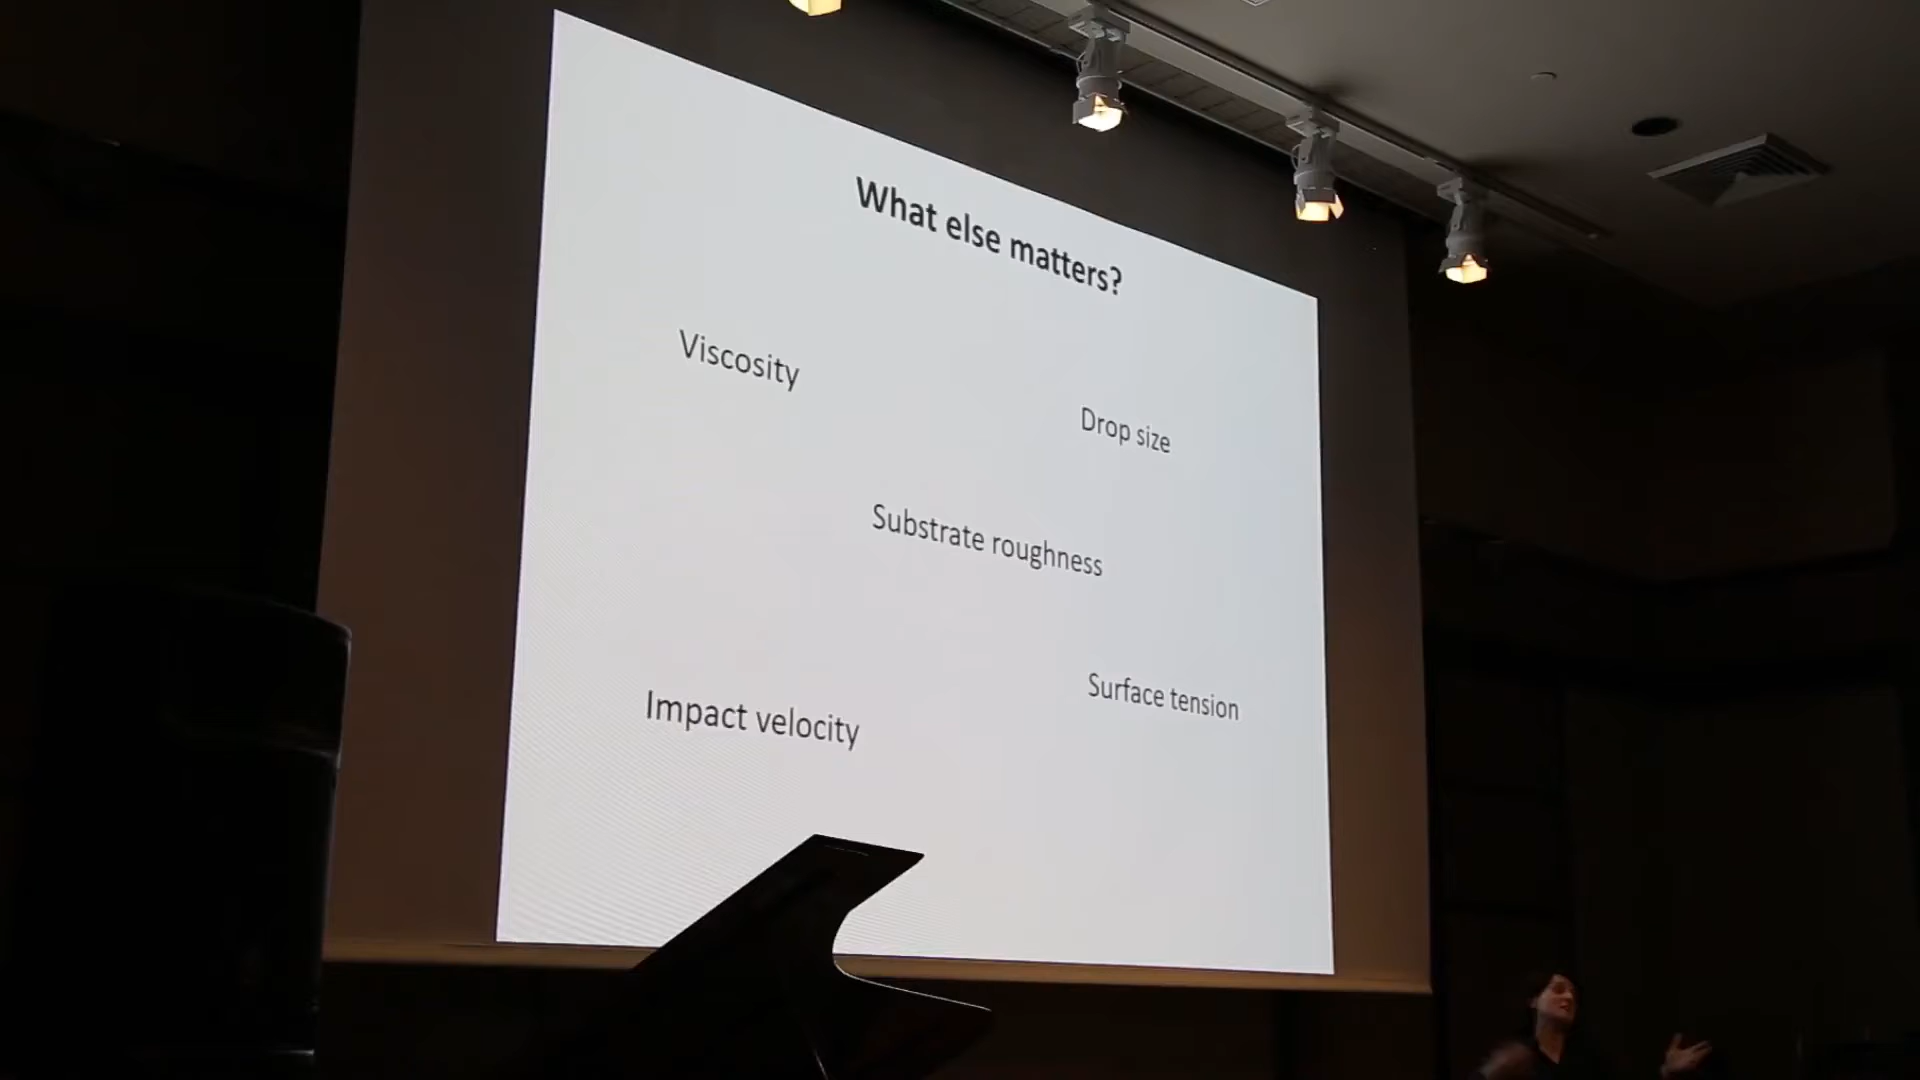 What else matters?
Viscosity
Drop size
Substrate roughness
Surface tension
Impact velocity